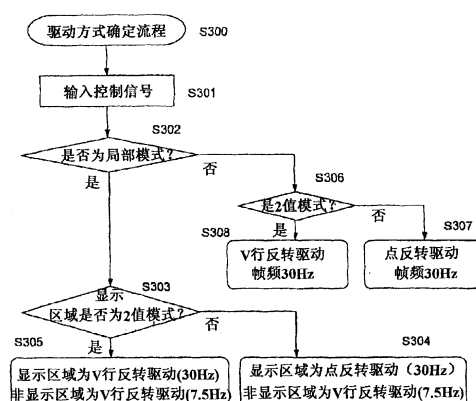 驱动方式确定流程
S300
输入控制信号
S301
S302
是否为局部模式?
是
否
S306
是2值模式?
S308
是
否
S307
V行反转驱动
帧频30Hz
点反转驱动
帧频30Hz
显示
S303
区域是否为2值模式?
S305
是
否
S304
显示区域为V行反转驱动(30Hz)
非显示区域为V行反转驱动(7.5Hz)
显示区域为点反转驱动(30Hz)
非显示区域为V行反转驱动(7.5Hz)